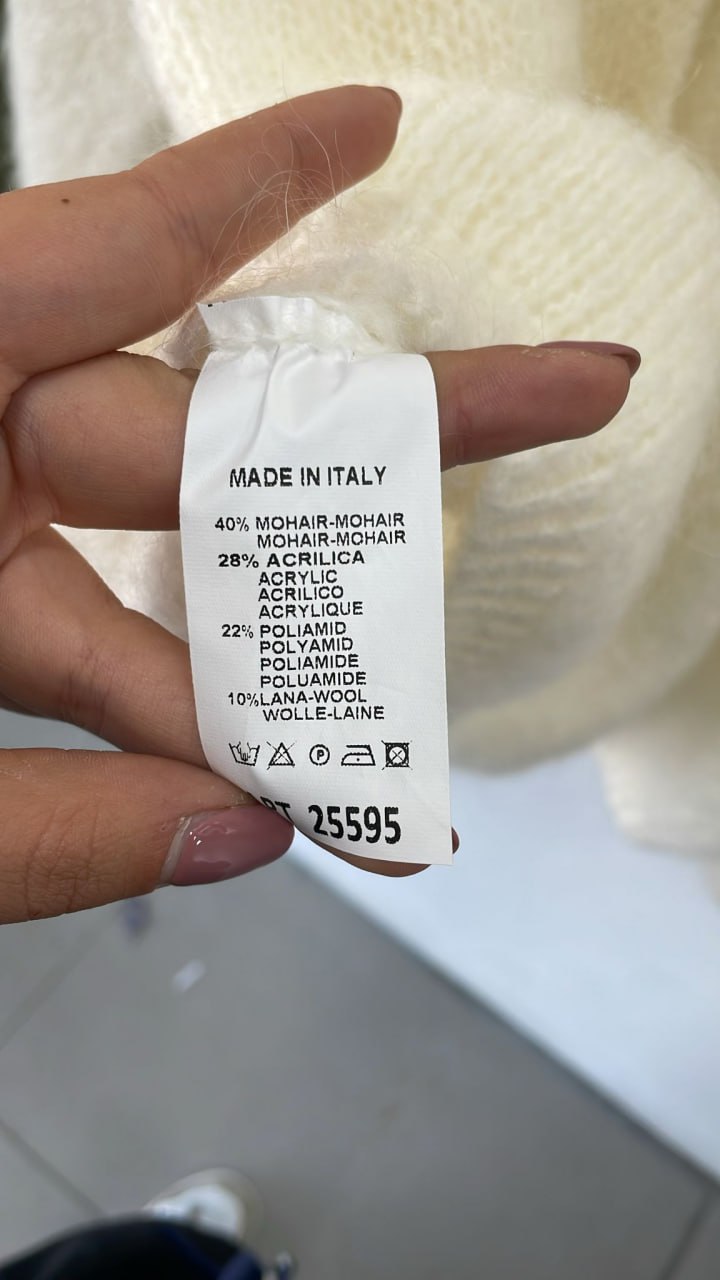 MADE IN ITALY
40% MOHAIR-MOHAIR
MOHAIR-MOHAIR
28% ACRILICA
ACRYLIC
ACRILICO
ACRYLIQUE
22% POLIAMID
POLYAMID
POLIAMIDE
POLUAMIDE
10%LANA-WOOL
WOLLE-LAINE
P
25595